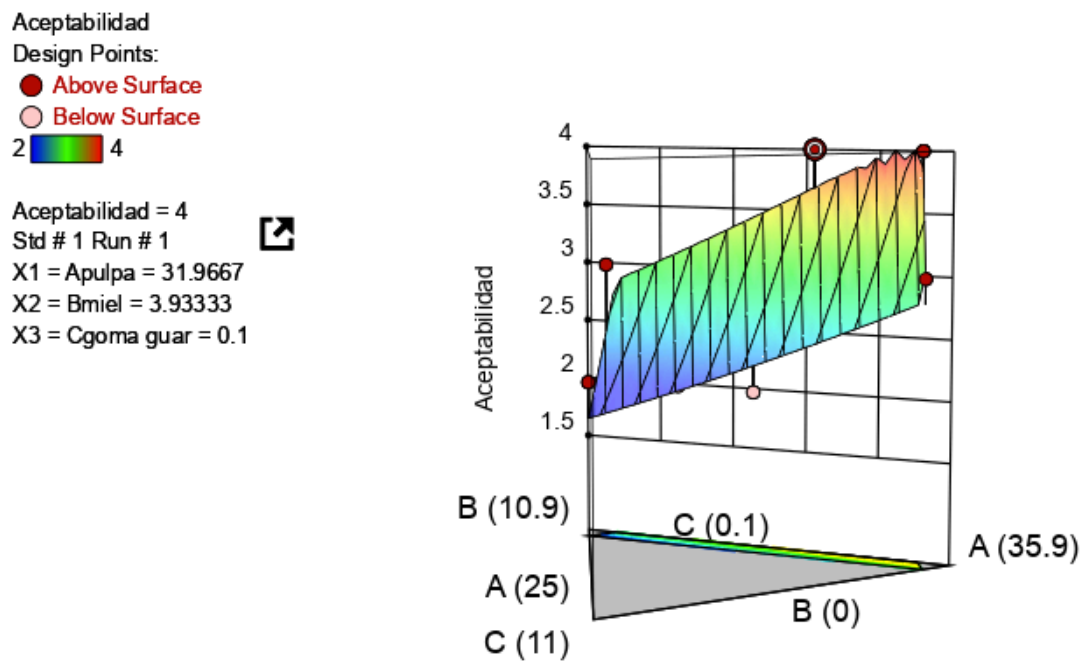 Aceptabilidad
Design Points:
Above Surface
Below Surface
2 4
Aceptabilidad = 4
Std # 1 Run # 1
X1 = Apulpa = 31.9667
X2 = Bmiel = 3.93333
X3 = Cgoma guar = 0.1
4
3.5
3
2.5
2
1.5
Aceptabilidad
B (10.9)
C (0.1)
A (35.9)
A (25)
B (0)
C (11)